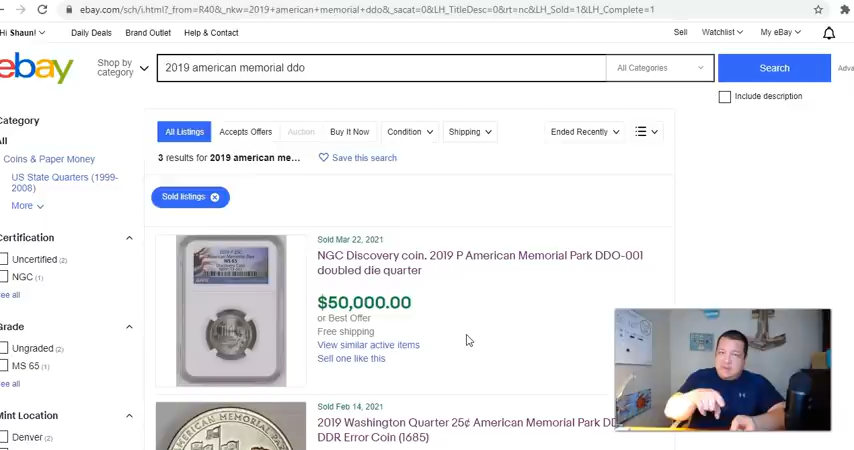 ebay.com/sch/i.html?_from=R40&_nkw=2019+american+memorial+ddo&_sacat=0&LH_TitleDesc=0&rt=nc&LH_Sold=1&LH_Complete=1
Hi Shaun!
Daily Deals
Brand Outlet
Help & Contact
Sell
Watchlist
My eBay
ebay
Shop by
category
2019 american memorial ddo
All Categories
Search
Include description
Category
All
Coins & Paper Money
US State Quarters (1999-
2008)
More
Certification
Uncertified (2)
NGC (1)
ee all
Grade
Ungraded (2)
MS 65 (1)
ee all
Mint Location
Denver (2)
All Listings
Accepts Offers
Auction
Buy It Now
Condition
Shipping
Ended Recently
3 results for 2019 american me...
Save this search
Sold listings
Sold Mar 22, 2021
NGC Discovery coin. 2019 P American Memorial Park DDO-001
doubled die quarter
$50,000.00
or Best Offer
Free shipping
View similar active items
Sell one like this
Sold Feb 14, 2021
2019 Washington Quarter 25¢ American Memorial Park
DDR Error Coin (1685)
AMERICAN MEMORIAL PARK